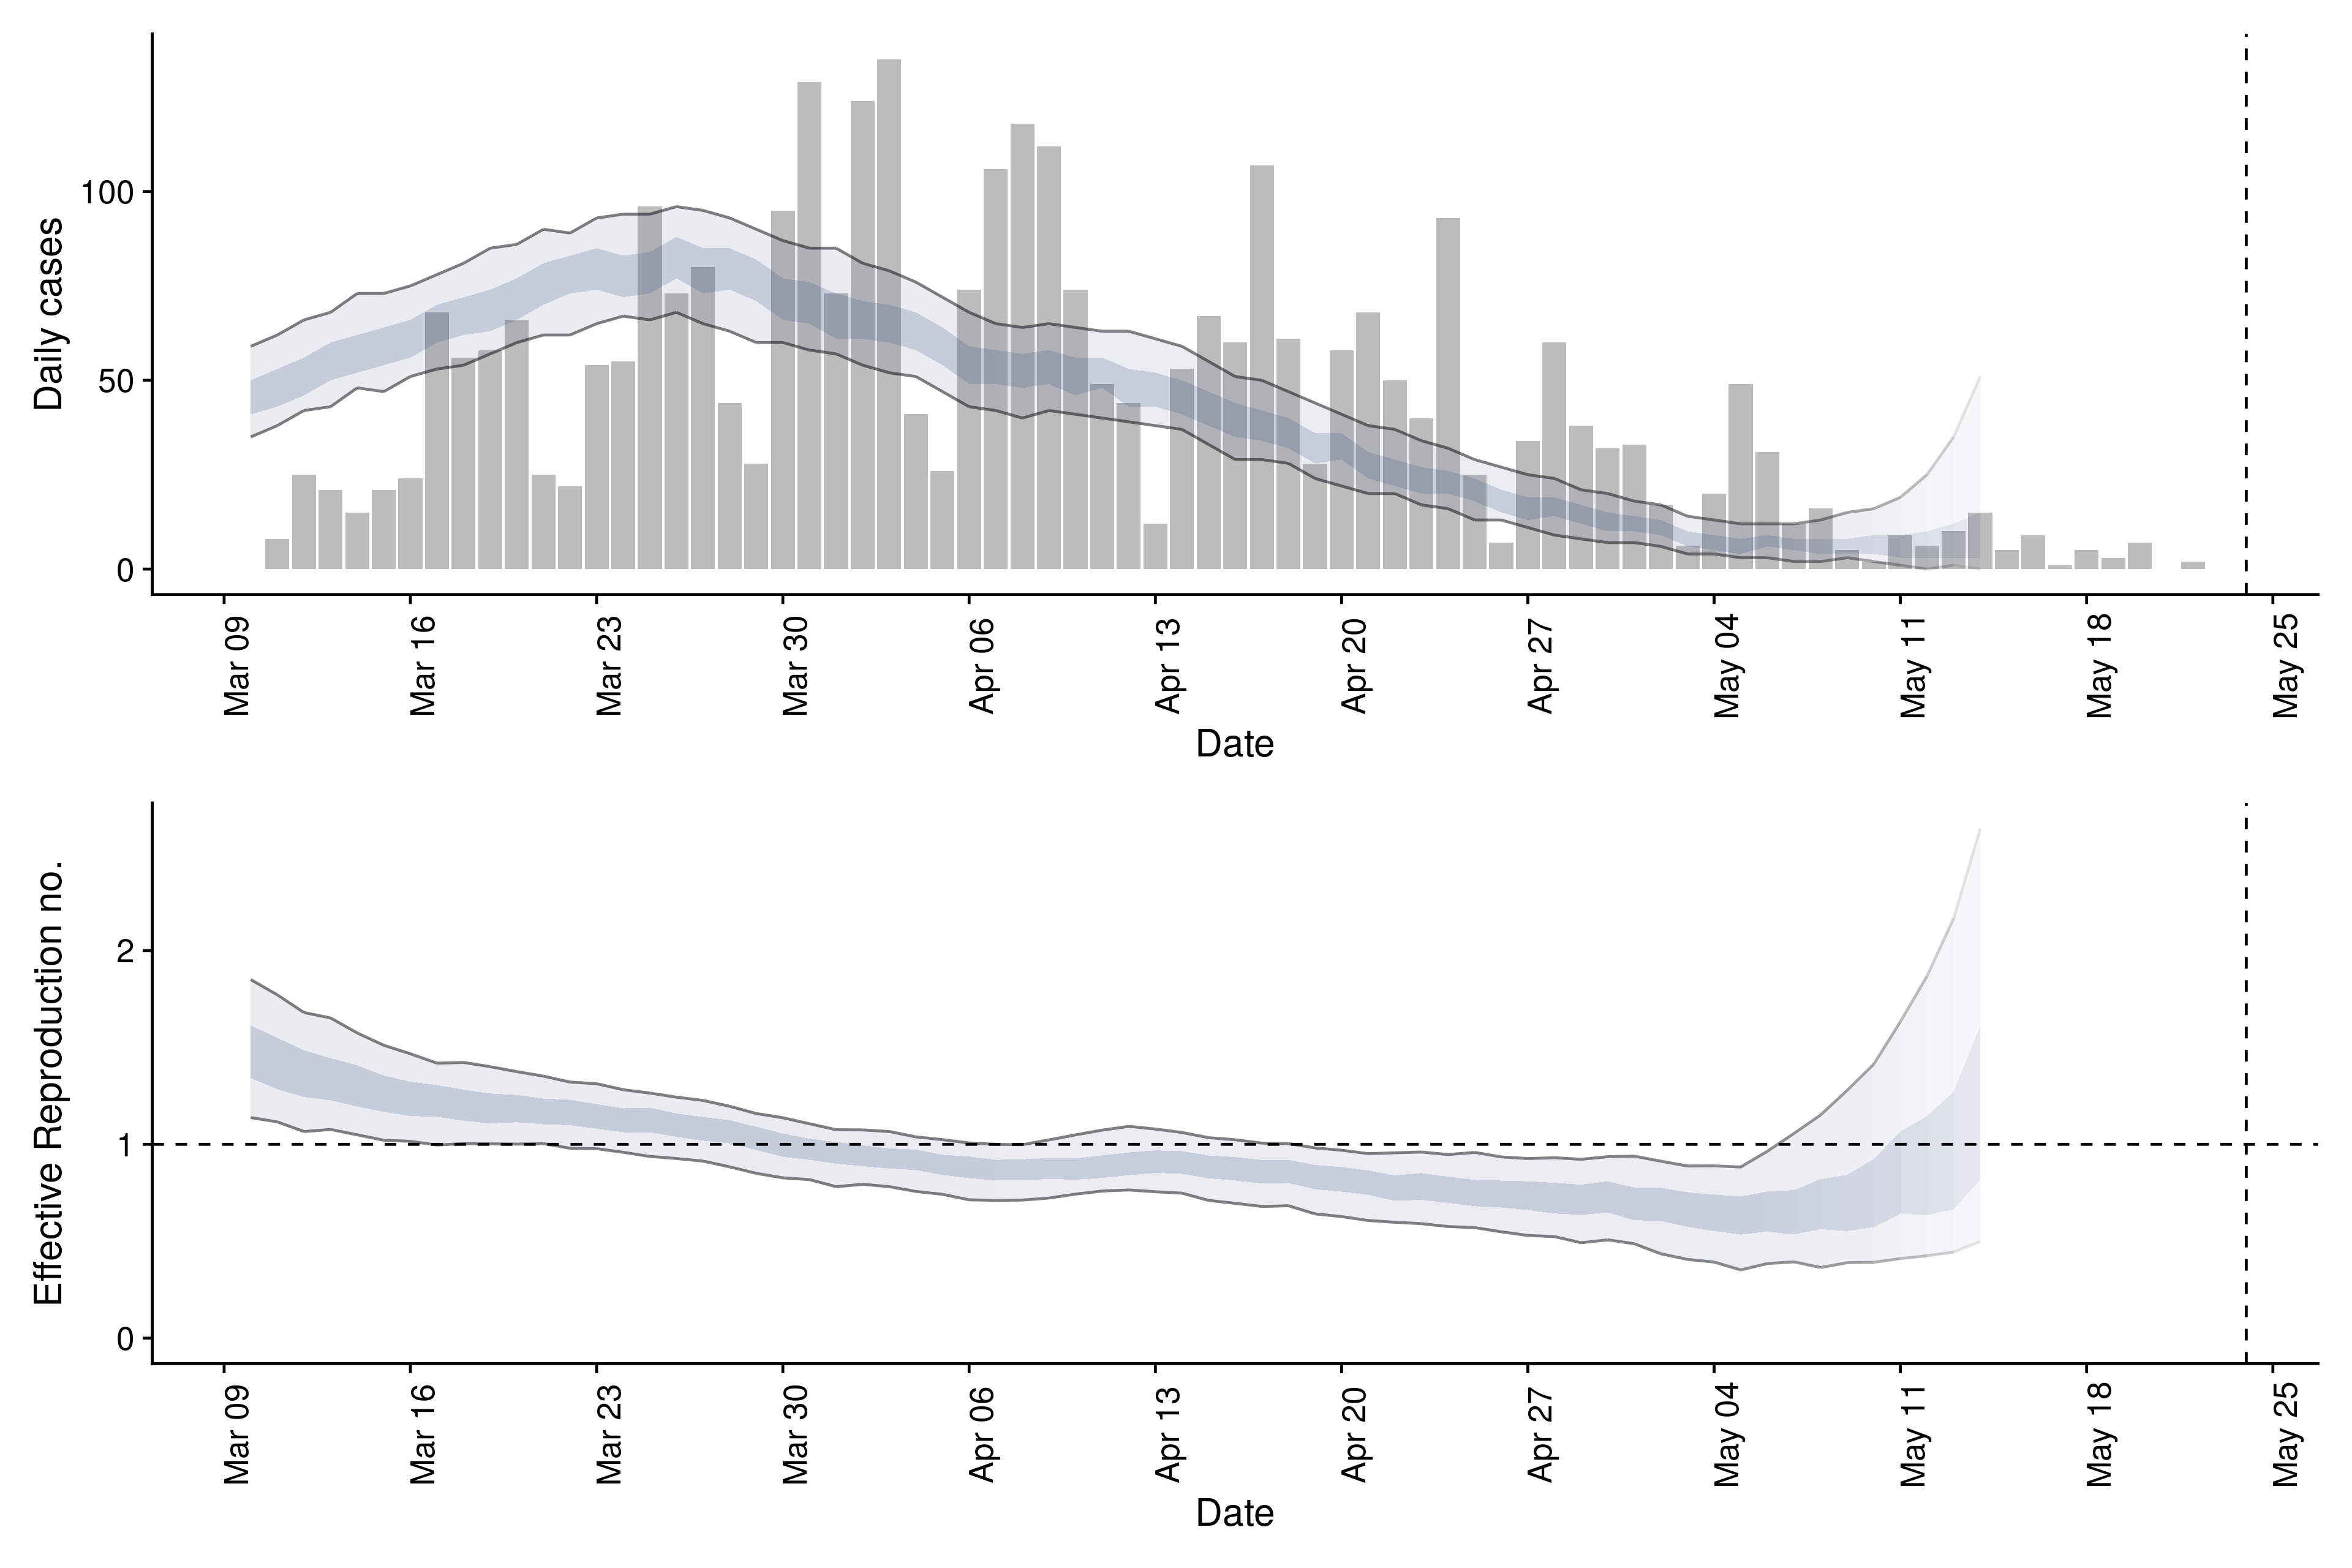 Daily cases
100
50
0
Mar 09
Mar 16
Mar 23
Mar 30
Apr 06
Apr 13
Apr 20
Apr 27
May 04
May 11
May 18
May 25
Date
Effective Reproduction no.
2
1
0
Mar 09
Mar 16
Mar 23
Mar 30
Apr 06
Apr 13
Apr 20
Apr 27
May 04
May 11
May 18
May 25
Date